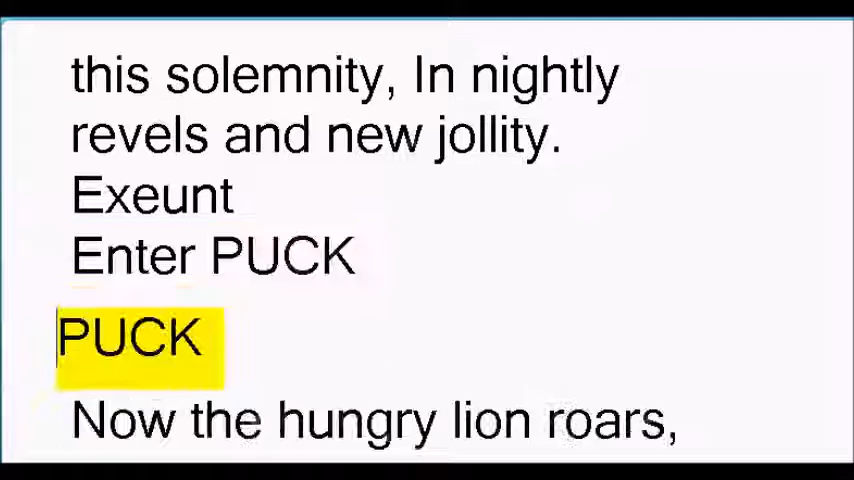 this solemnity, In nightly
revels and new jollity.
Exeunt
Enter PUCK
PUCK
Now the hungry lion roars,